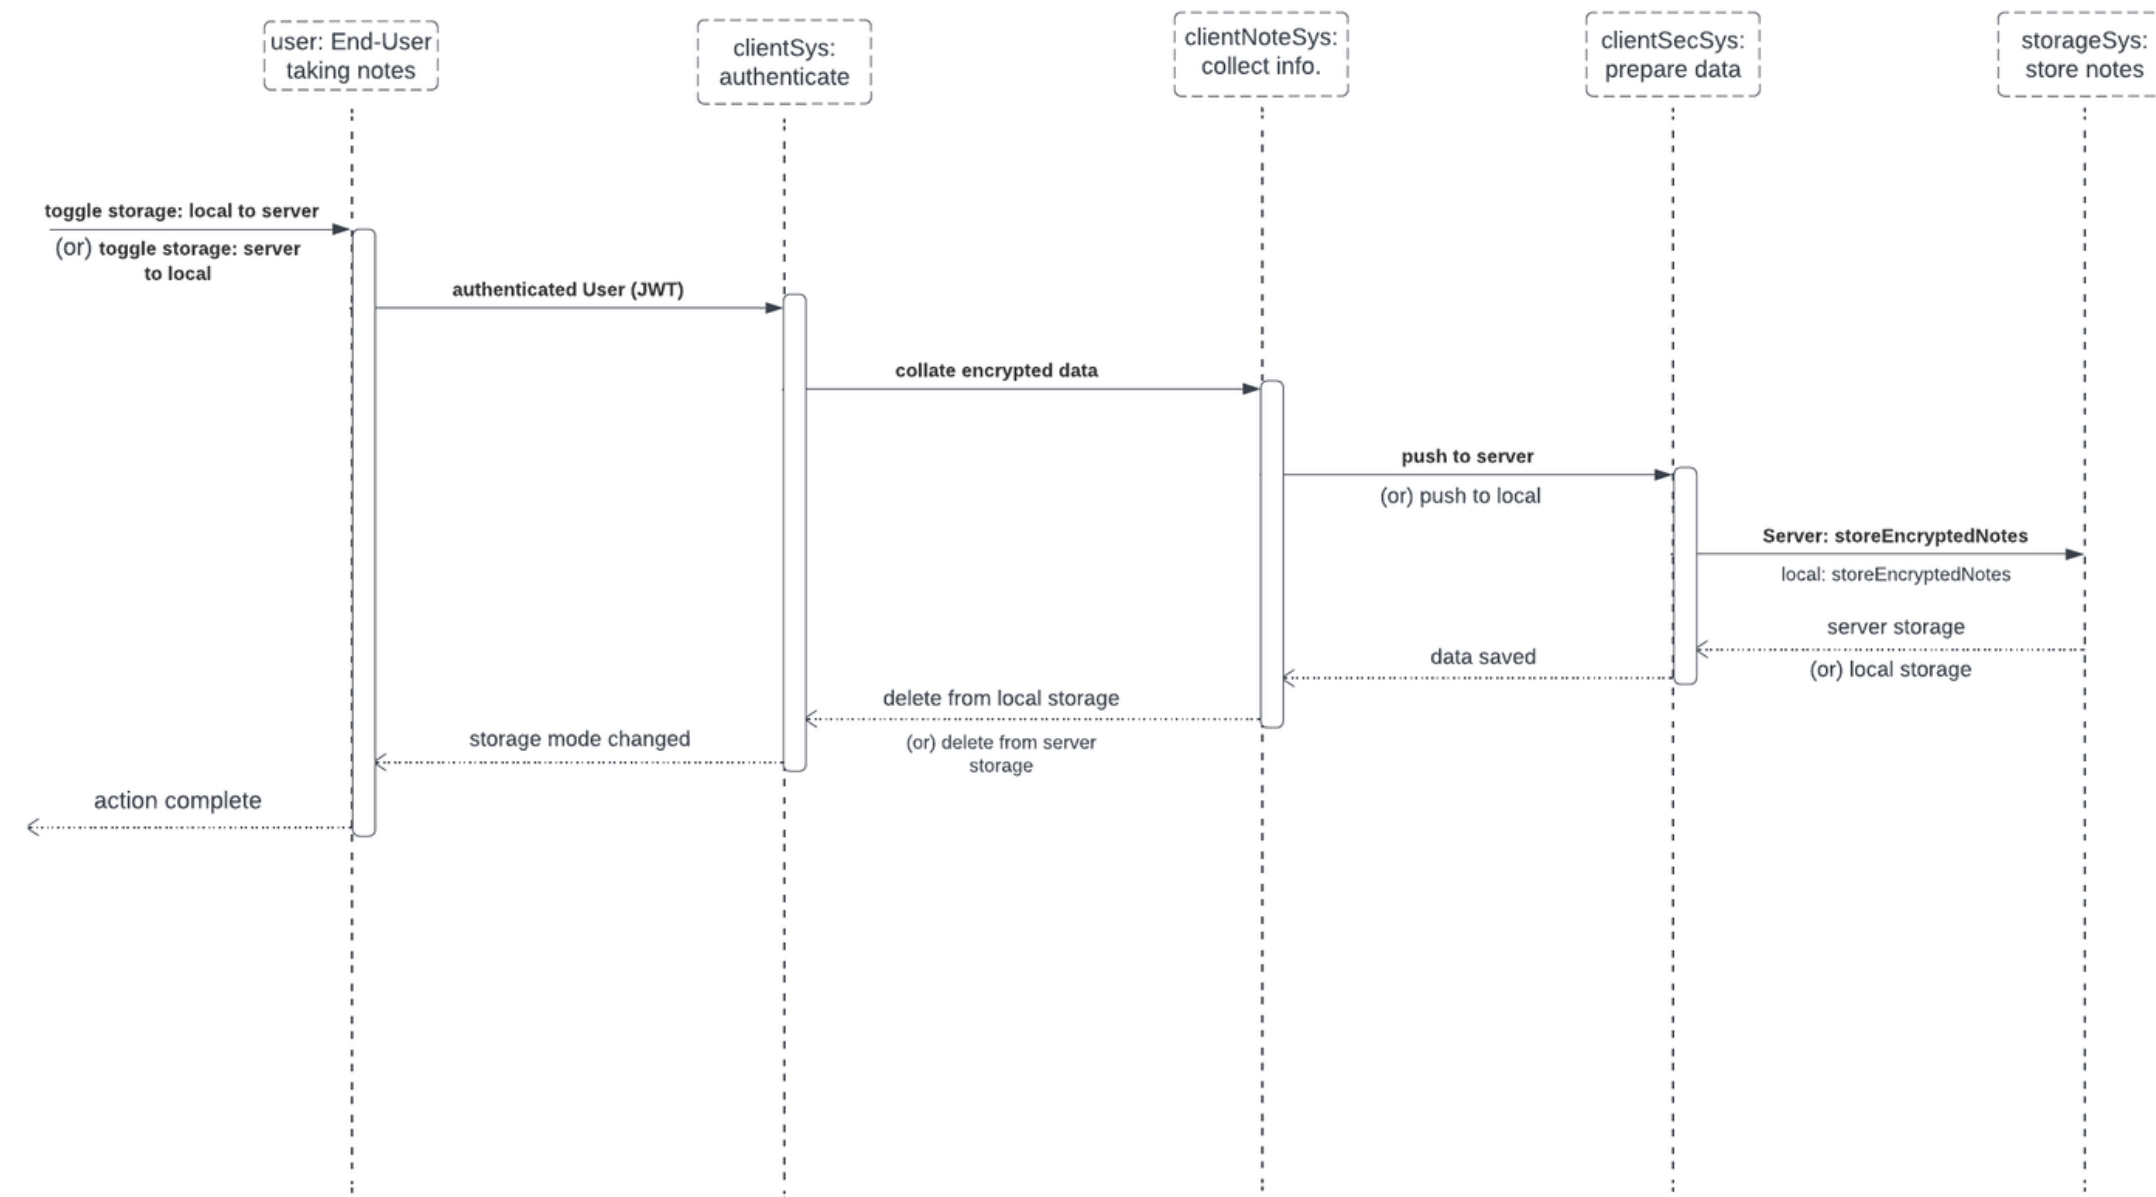 user: End-User
taking notes
clientSys:
authenticate
clientNoteSys:
collect info.
clientSecSys:
prepare data
storageSys:
store notes
toggle storage: local to server
(or) toggle storage: server
to local
authenticated User (JWT)
collate encrypted data
push to server
(or) push to local
Server: storeEncryptedNotes
local: storeEncryptedNotes
server storage
(or) local storage
data saved
delete from local storage
(or) delete from server
storage
storage mode changed
action complete